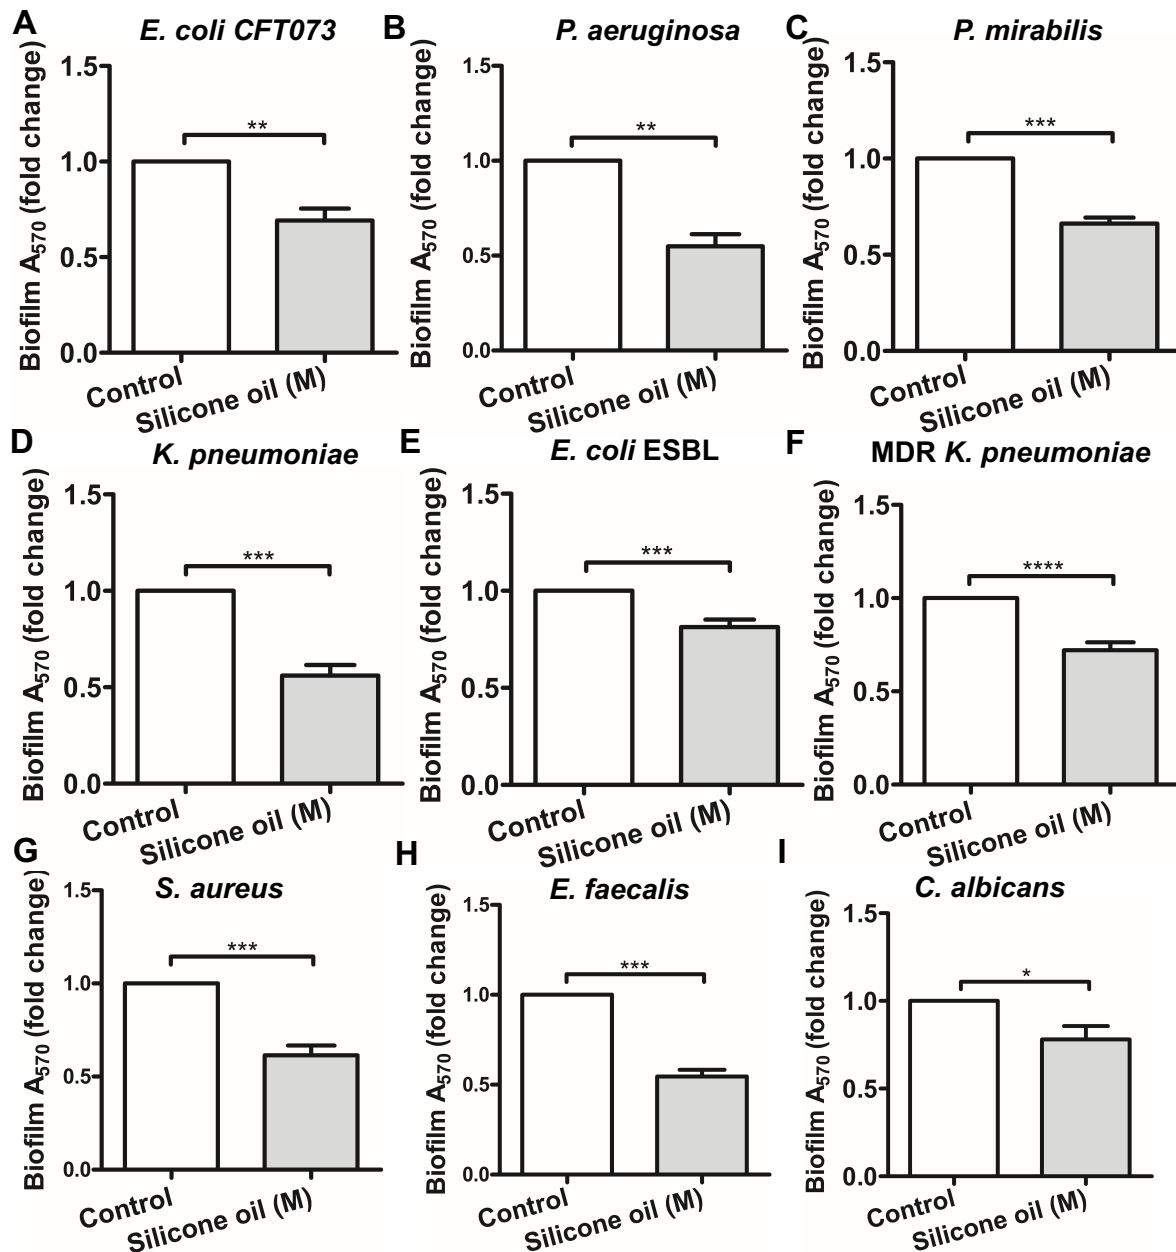 A
E. coli CFT073
Biofilm A570 (fold change)
1.5
1.0
0.5
0.0
**
Control
Silicone oil (M)
B
P. aeruginosa
Biofilm A570 (fold change)
1.5
1.0
0.5
0.0
**
Control
Silicone oil (M)
C
P. mirabilis
Biofilm A570 (fold change)
1.5
1.0
0.5
0.0
***
Control
Silicone oil (M)
D
K. pneumoniae
Biofilm A570 (fold change)
1.5
1.0
0.5
0.0
***
Control
Silicone oil (M)
E
E. coli ESBL
Biofilm A570 (fold change)
1.5
1.0
0.5
0.0
***
Control
Silicone oil (M)
F
MDR K. pneumoniae
Biofilm A570 (fold change)
1.5
1.0
0.5
0.0
****
Control
Silicone oil (M)
G
S. aureus
Biofilm A570 (fold change)
1.5
1.0
0.5
0.0
***
Control
Silicone oil (M)
H
E. faecalis
Biofilm A570 (fold change)
1.5
1.0
0.5
0.0
***
Control
Silicone oil (M)
I
C. albicans
Biofilm A570 (fold change)
1.5
1.0
0.5
0.0
*
Control
Silicone oil (M)